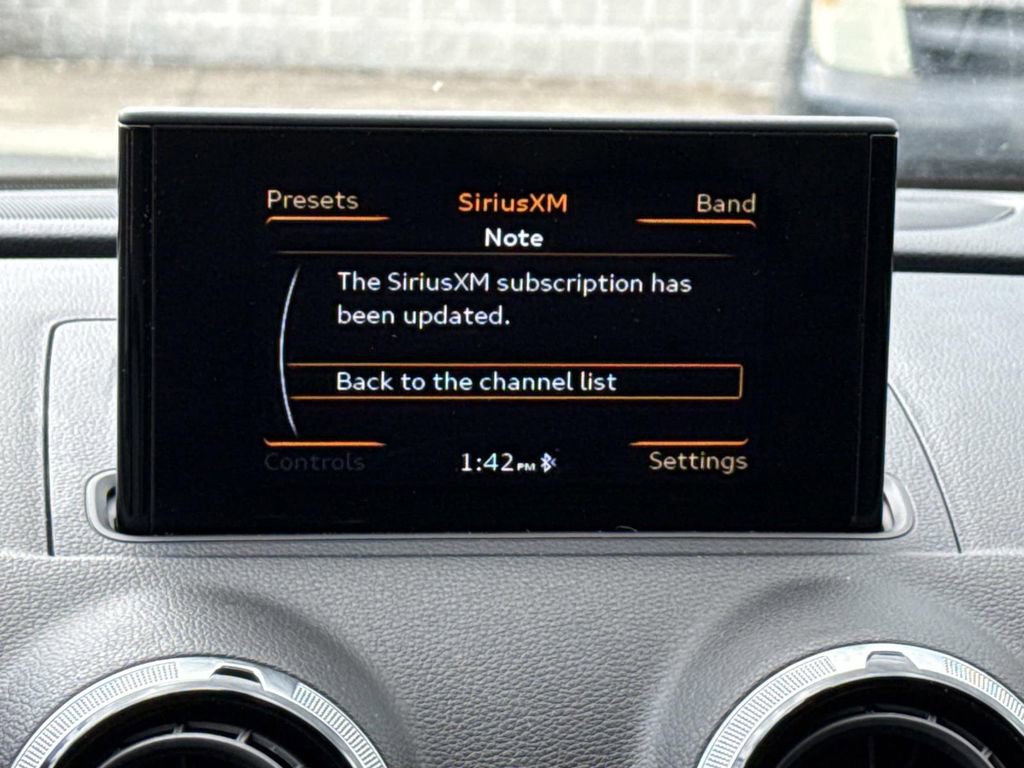 Presets SiriusXM Band
Note
The SiriusXM subscription has
been updated.
Back to the channel list
Controls 1:42PM Settings